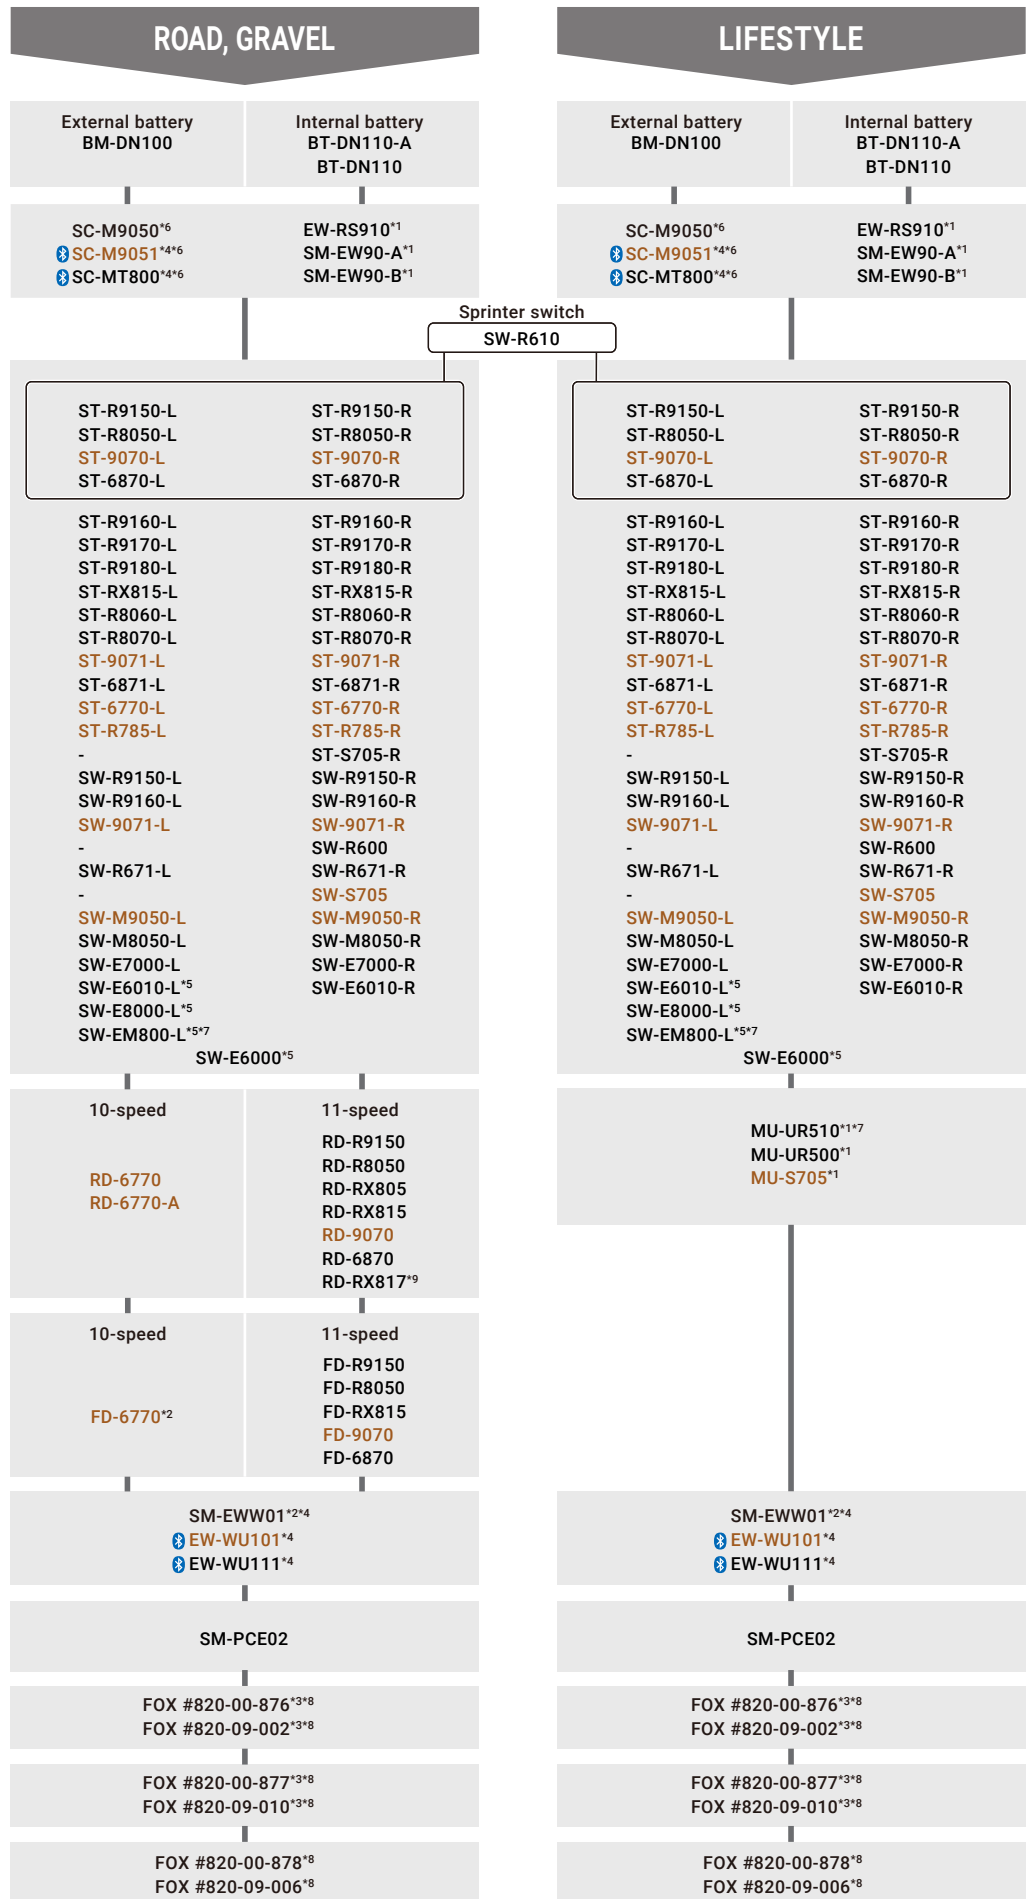 ROAD, GRAVEL
External battery
BM-DN100
Internal battery
BT-DN110-A
BT-DN110
SC-M9050*6
SC-M9051*4*6
SC-MT800*4*6
EW-RS910*1
SM-EW90-A*1
SM-EW90-B*1
Sprinter switch
SW-R610
ST-R9150-L ST-R9150-R
ST-R8050-L ST-R8050-R
ST-9070-L ST-9070-R
ST-6870-L ST-6870-R
ST-R9160-L ST-R9160-R
ST-R9170-L ST-R9170-R
ST-R9180-L ST-R9180-R
ST-RX815-L ST-RX815-R
ST-R8060-L ST-R8060-R
ST-R8070-L ST-R8070-R
ST-9071-L ST-9071-R
ST-6871-L ST-6871-R
ST-6770-L ST-6770-R
ST-R785-L ST-R785-R
- ST-S705-R
SW-R9150-L SW-R9150-R
SW-R9160-L SW-R9160-R
SW-9071-L SW-9071-R
- SW-R600
SW-R671-L SW-R671-R
- SW-S705
SW-M9050-L SW-M9050-R
SW-M8050-L SW-M8050-R
SW-E7000-L SW-E7000-R
SW-E6010-L*5 SW-E6010-R
SW-E8000-L*5
SW-EM800-L*5*7
SW-E6000*5
10-speed
RD-6770
RD-6770-A
11-speed
RD-R9150
RD-R8050
RD-RX805
RD-RX815
RD-9070
RD-6870
RD-RX817*9
10-speed
FD-6770*2
11-speed
FD-R9150
FD-R8050
FD-RX815
FD-9070
FD-6870
SM-EWW01*2*4
EW-WU101*4
EW-WU111*4
SM-PCE02
FOX #820-00-876*3*8
FOX #820-09-002*3*8
FOX #820-00-877*3*8
FOX #820-09-010*3*8
FOX #820-00-878*8
FOX #820-09-006*8
LIFESTYLE
External battery
BM-DN100
Internal battery
BT-DN110-A
BT-DN110
SC-M9050*6
SC-M9051*4*6
SC-MT800*4*6
EW-RS910*1
SM-EW90-A*1
SM-EW90-B*1
ST-R9150-L ST-R9150-R
ST-R8050-L ST-R8050-R
ST-9070-L ST-9070-R
ST-6870-L ST-6870-R
ST-R9160-L ST-R9160-R
ST-R9170-L ST-R9170-R
ST-R9180-L ST-R9180-R
ST-RX815-L ST-RX815-R
ST-R8060-L ST-R8060-R
ST-R8070-L ST-R8070-R
ST-9071-L ST-9071-R
ST-6871-L ST-6871-R
ST-6770-L ST-6770-R
ST-R785-L ST-R785-R
- ST-S705-R
SW-R9150-L SW-R9150-R
SW-R9160-L SW-R9160-R
SW-9071-L SW-9071-R
- SW-R600
SW-R671-L SW-R671-R
- SW-S705
SW-M9050-L SW-M9050-R
SW-M8050-L SW-M8050-R
SW-E7000-L SW-E7000-R
SW-E6010-L*5 SW-E6010-R
SW-E8000-L*5
SW-EM800-L*5*7
SW-E6000*5
MU-UR510*1*7
MU-UR500*1
MU-S705*1
SM-EWW01*2*4
EW-WU101*4
EW-WU111*4
SM-PCE02
FOX #820-00-876*3*8
FOX #820-09-002*3*8
FOX #820-00-877*3*8
FOX #820-09-010*3*8
FOX #820-00-878*8
FOX #820-09-006*8